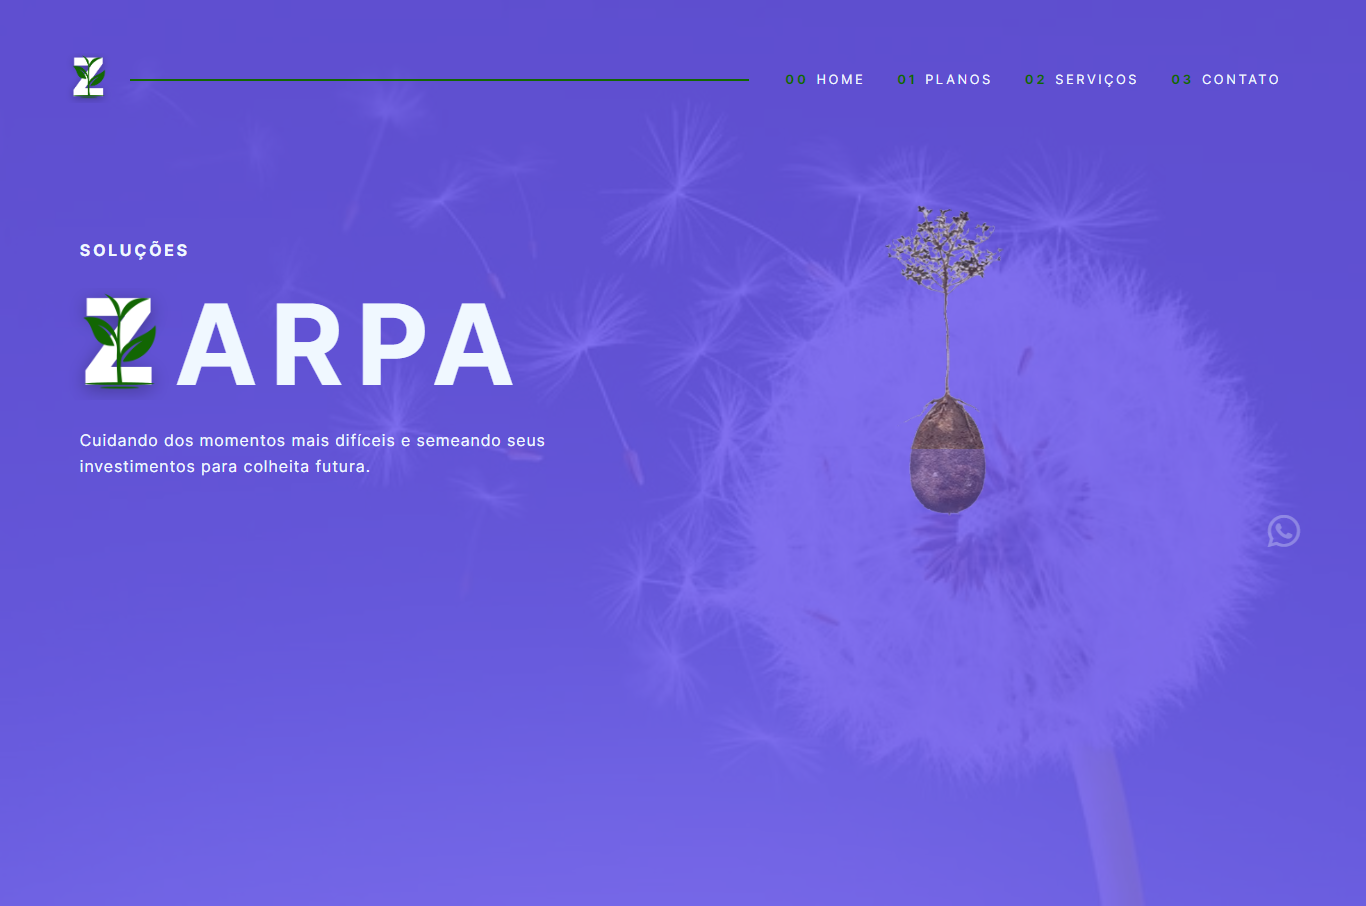 Z
00 HOME 01 PLANOS 02 SERVIÇOS 03 CONTATO
SOLUÇÕES
ZARPA
Cuidando dos momentos mais difíceis e semeando seus
investimentos para colheita futura.